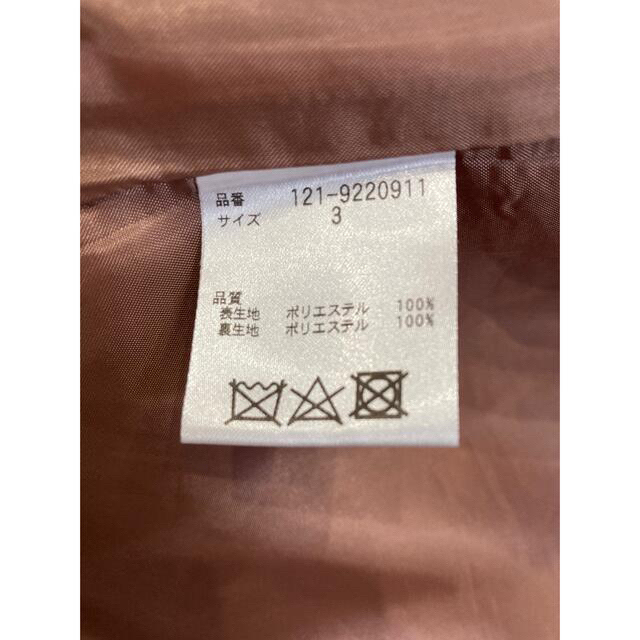 品番 121-9220911
サイズ 3
品質
表生地 ポリエステル 100%
裏生地 ポリエステル 100%